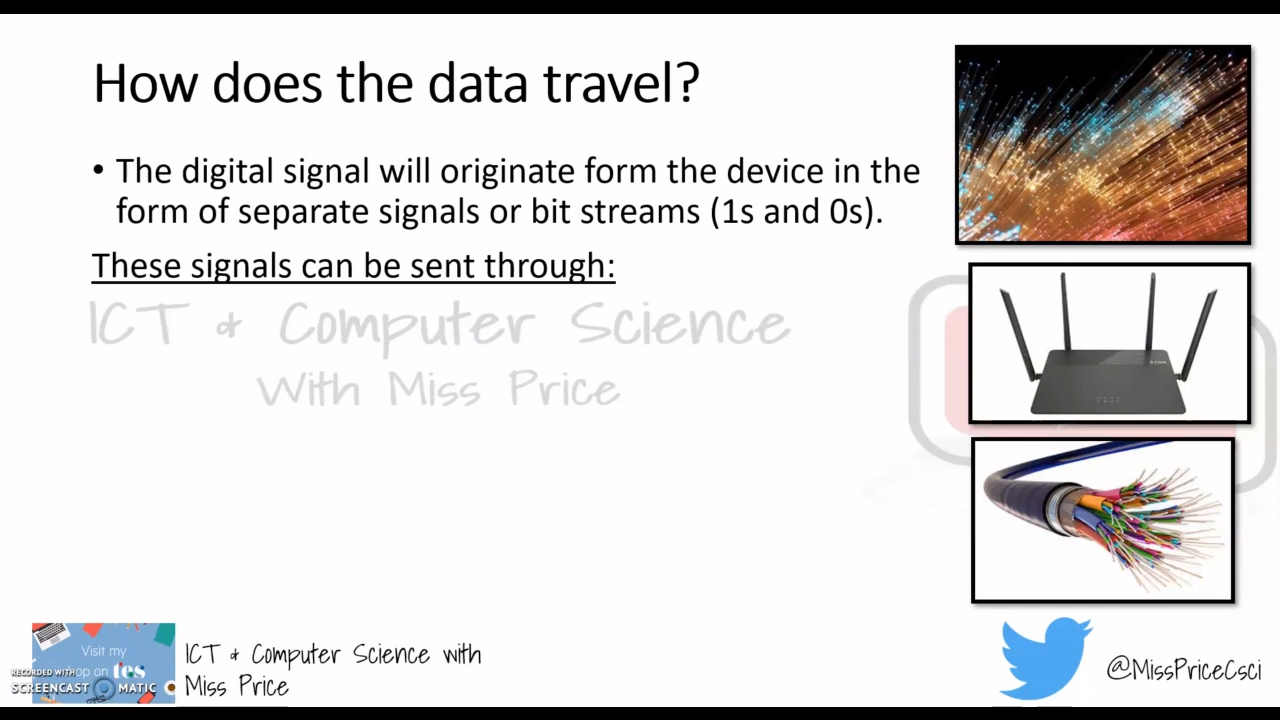 How does the data travel?
• The digital signal will originate form the device in the
form of separate signals or bit streams (1s and 0s).
These signals can be sent through:
ICT & Computer Science
With Miss Price
Visit my
shop on tes
RECORDED WITH
SCREENCAST MATIC
ICT & Computer Science with
Miss Price
@MissPriceCsci